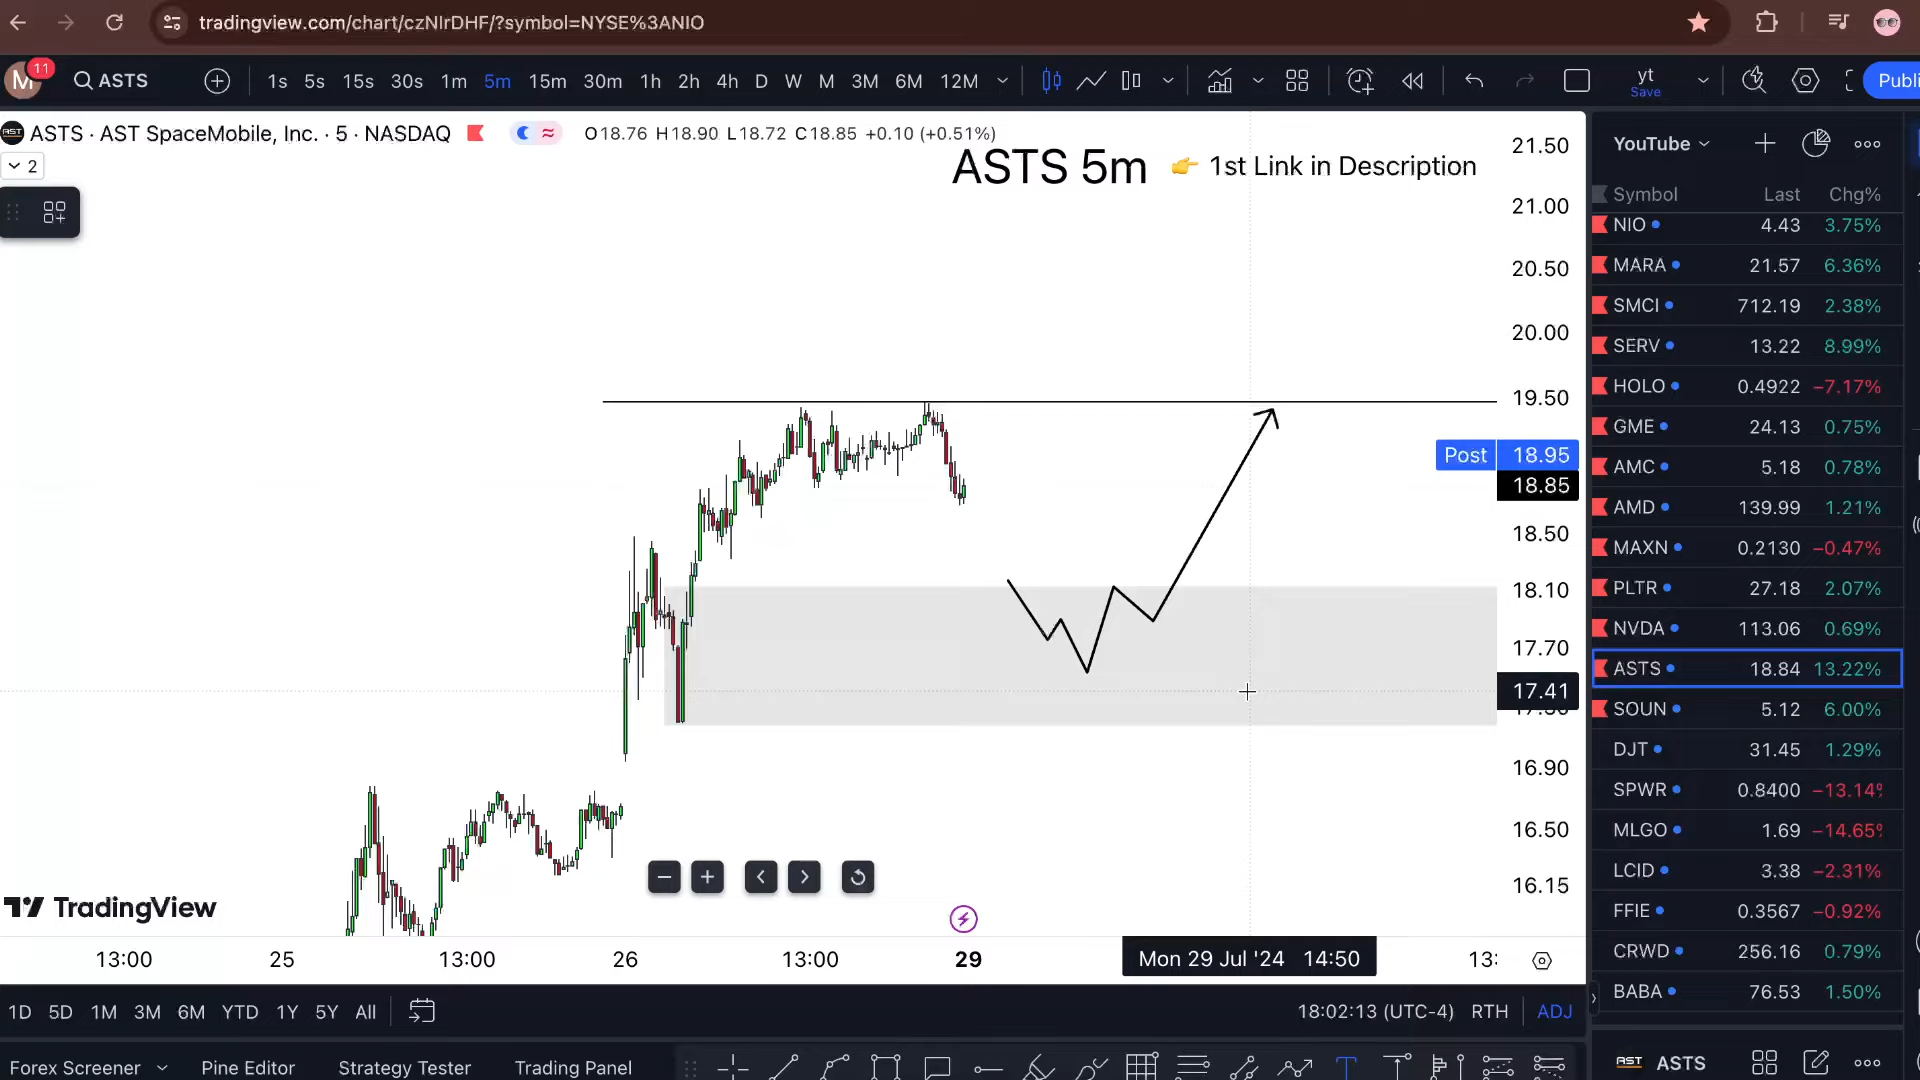 tradingview.com/chart/czNlrDHF/?symbol=NYSE%3ANIO
M 11 ASTS 1s 5s 15s 30s 1m 5m 15m 30m 1h 2h 4h D W M 3M 6M 12M yt Save Publi
AST ASTS · AST SpaceMobile, Inc. · 5 · NASDAQ O18.76 H18.90 L18.72 C18.85 +0.10 (+0.51%)
2
ASTS 5m 👉 1st Link in Description
21.50
21.00
20.50
20.00
19.50
Post 18.95
18.85
18.50
18.10
17.70
17.41
16.90
16.50
16.15
TradingView
13:00 25 13:00 26 13:00 29 Mon 29 Jul '24 14:50 13:
1D 5D 1M 3M 6M YTD 1Y 5Y All 18:02:13 (UTC-4) RTH ADJ
Forex Screener Pine Editor Strategy Tester Trading Panel
YouTube
Symbol Last Chg%
NIO 4.43 3.75%
MARA 21.57 6.36%
SMCI 712.19 2.38%
SERV 13.22 8.99%
HOLO 0.4922 −7.17%
GME 24.13 0.75%
AMC 5.18 0.78%
AMD 139.99 1.21%
MAXN 0.2130 −0.47%
PLTR 27.18 2.07%
NVDA 113.06 0.69%
ASTS 18.84 13.22%
SOUN 5.12 6.00%
DJT 31.45 1.29%
SPWR 0.8400 −13.14%
MLGO 1.69 −14.65%
LCID 3.38 −2.31%
FFIE 0.3567 −0.92%
CRWD 256.16 0.79%
BABA 76.53 1.50%
AST ASTS